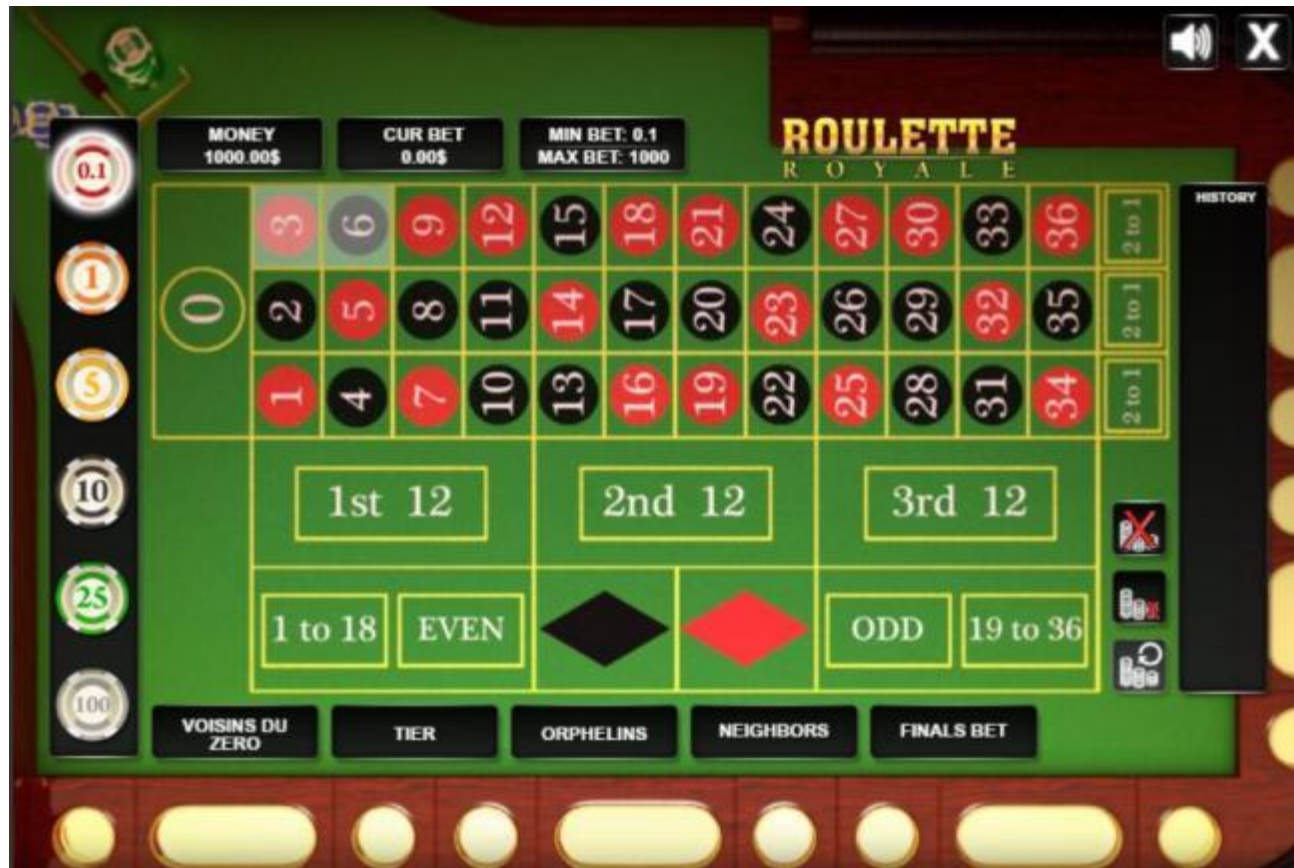 X
MONEY
1000.00$
CUR BET
0.00$
MIN BET: 0.1
MAX BET: 1000
ROULETTE
ROYALE
HISTORY
0.1
1
5
10
25
100
0
3 6 9 12 15 18 21 24 27 30 33 36 2 to 1
2 5 8 11 14 17 20 23 26 29 32 35 2 to 1
1 4 7 10 13 16 19 22 25 28 31 34 2 to 1
1st 12 2nd 12 3rd 12
1 to 18 EVEN ODD 19 to 36
VOISINS DU
ZERO
TIER
ORPHELINS
NEIGHBORS
FINALS BET